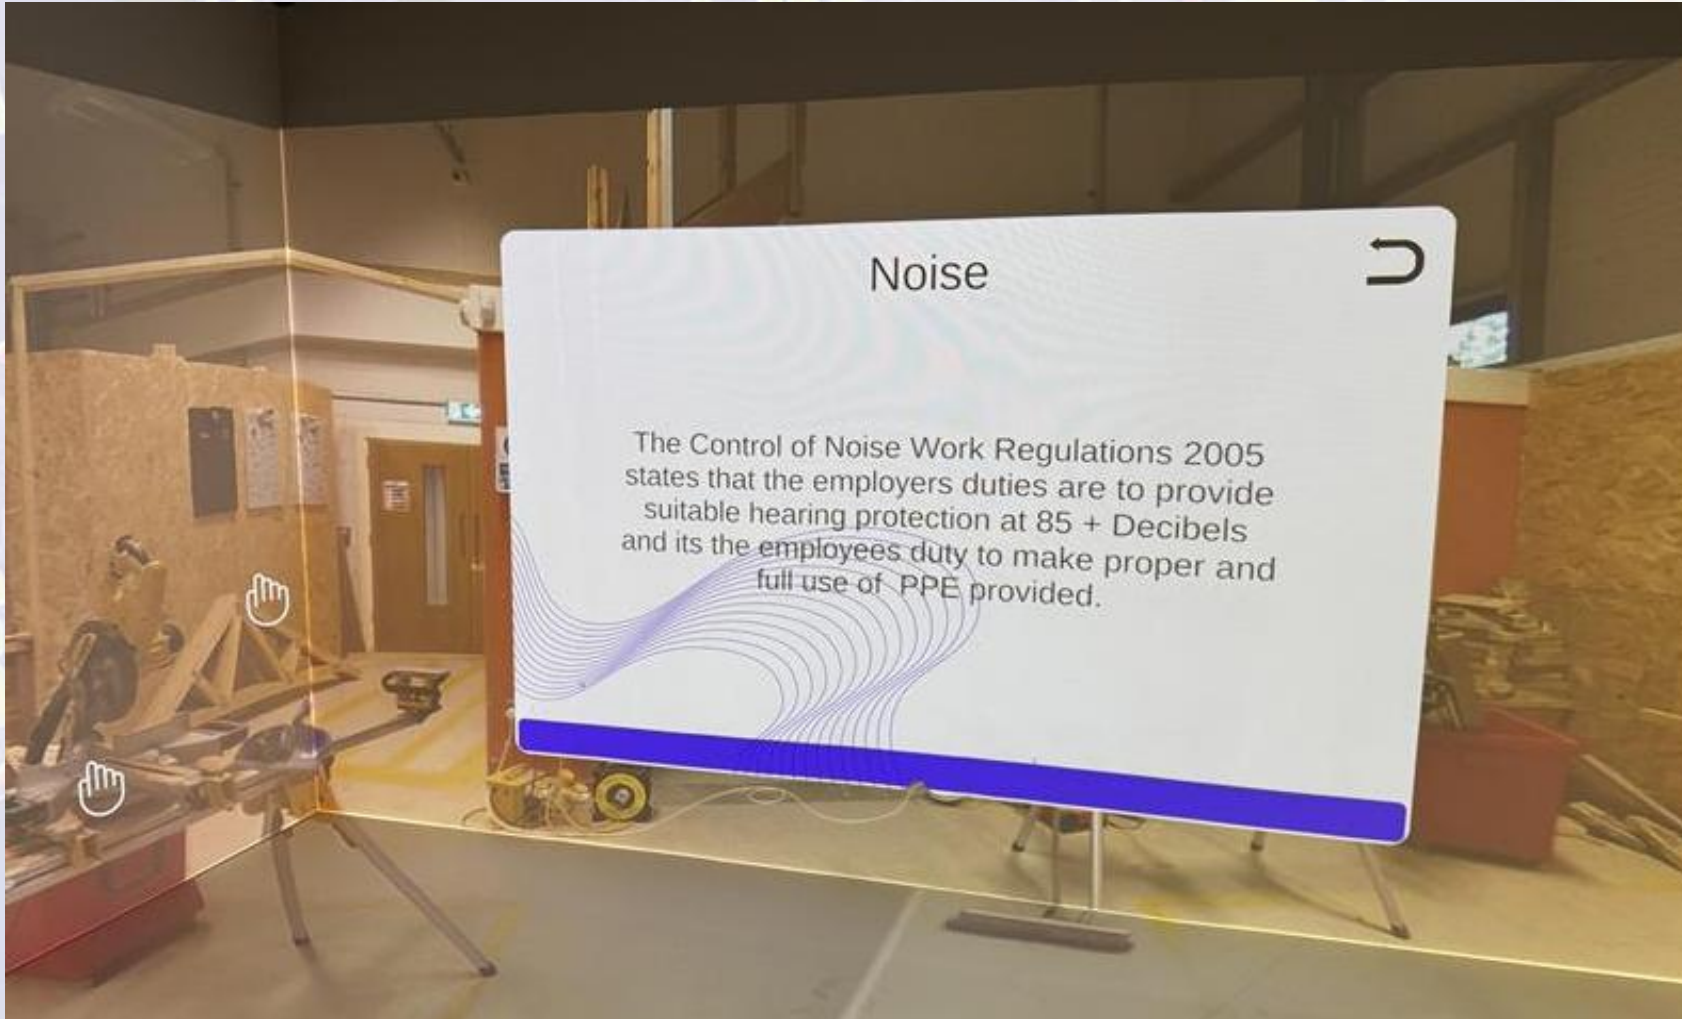 Noise
The Control of Noise Work Regulations 2005
states that the employers duties are to provide
suitable hearing protection at 85 + Decibels
and its the employees duty to make proper and
full use of PPE provided.